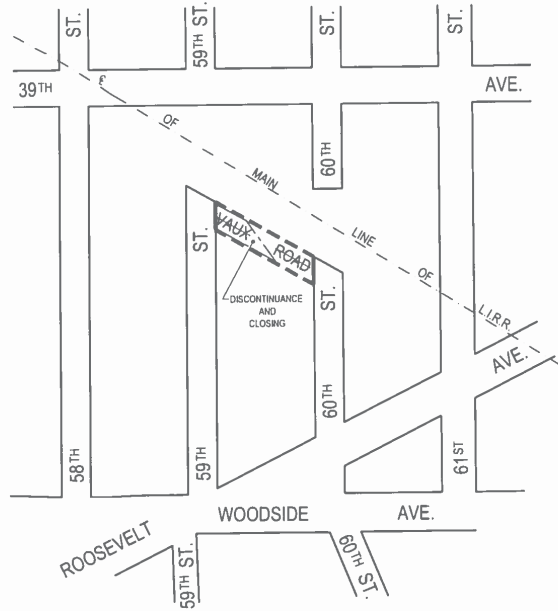 ST.
59TH ST.
ST.
ST.
39TH
AVE.
℄ OF MAIN LINE OF L.I.R.R.
60TH
VAUX ROAD
ST.
ST.
DISCONTINUANCE
AND
CLOSING
AVE.
60TH
58TH
59TH
61ST
WOODSIDE AVE.
ROOSEVELT
59TH ST.
60TH ST.